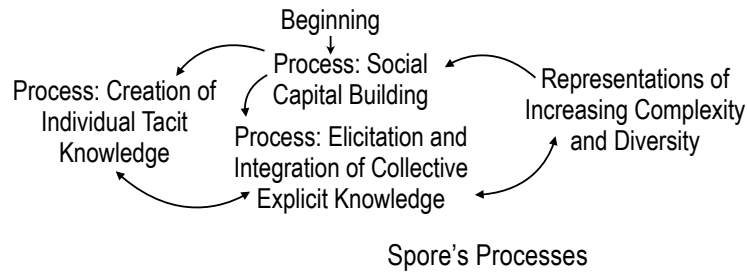 Beginning
Process: Social
Capital Building
Process: Creation of
Individual Tacit
Knowledge
Process: Elicitation and
Integration of Collective
Explicit Knowledge
Representations of
Increasing Complexity
and Diversity
Spore's Processes